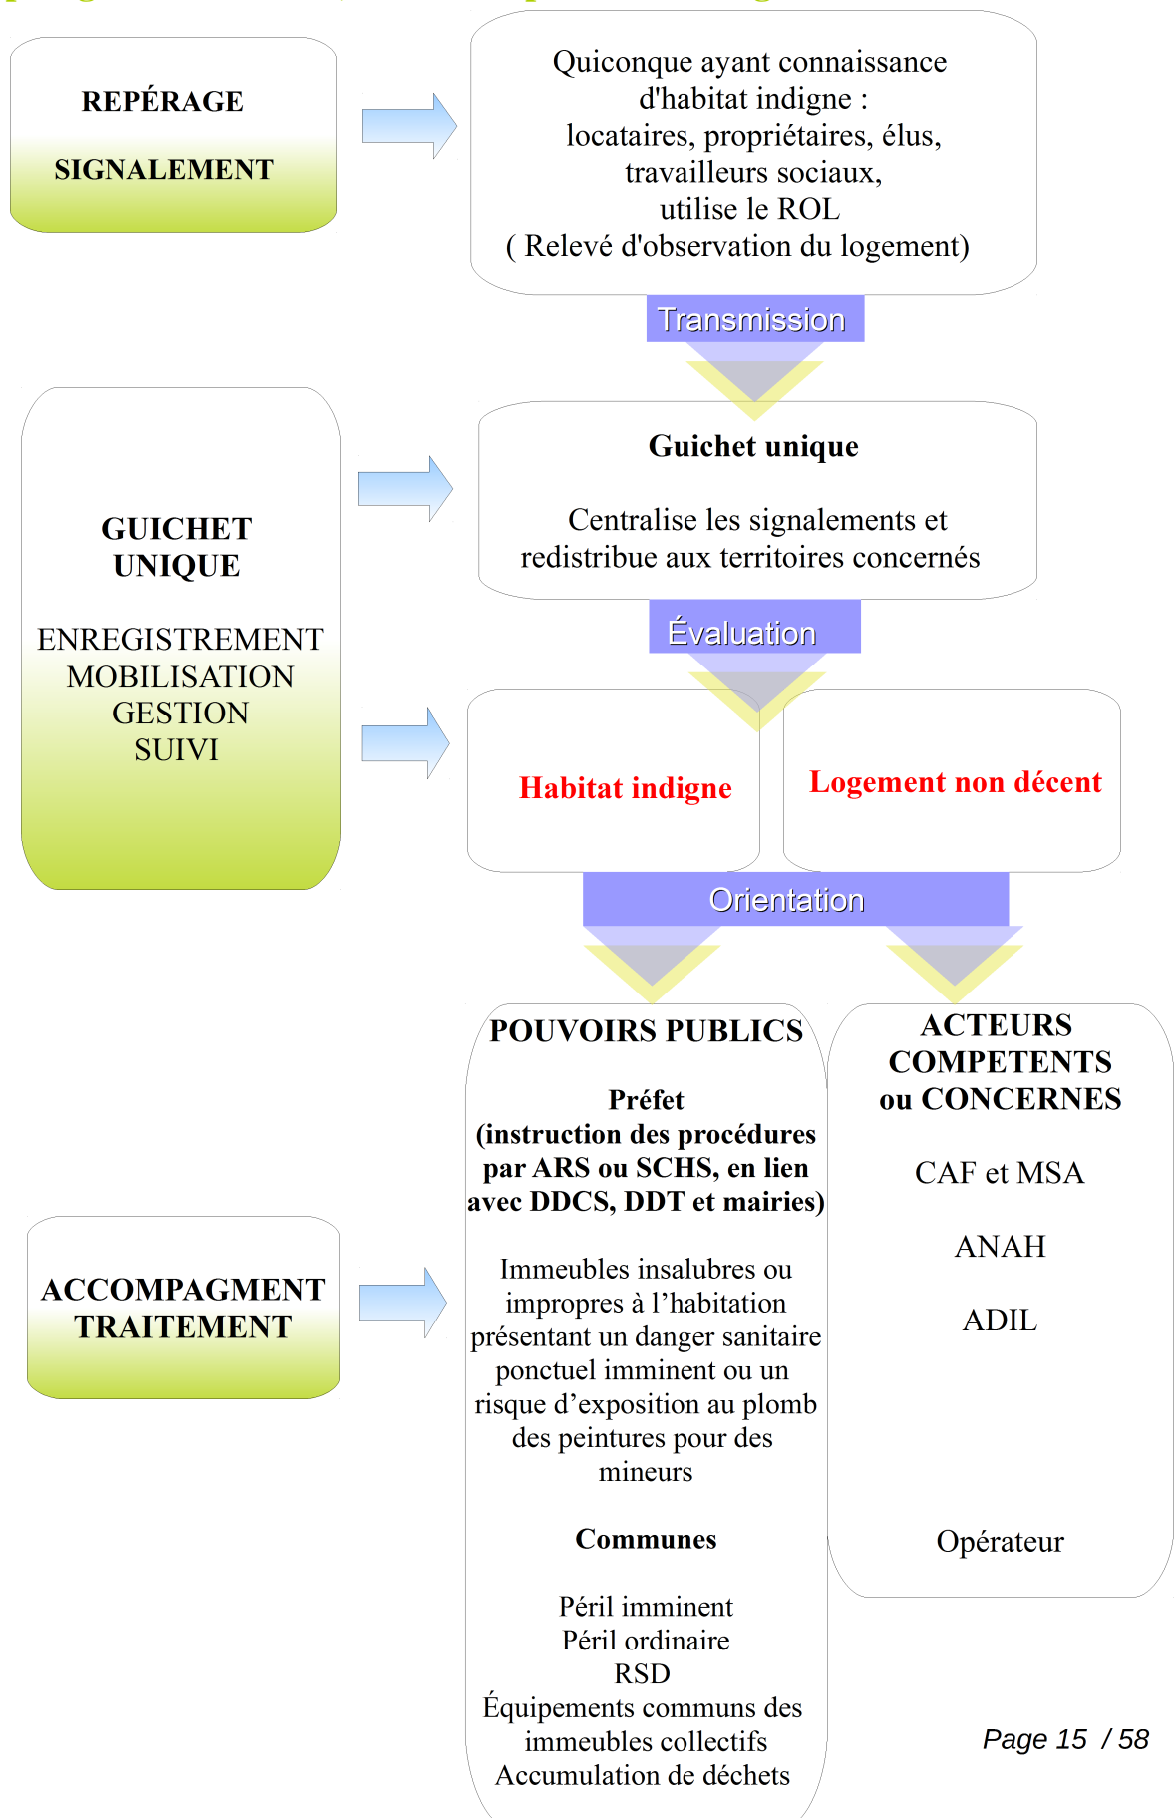 REPÉRAGE
SIGNALEMENT
Quiconque ayant connaissance
d'habitat indigne :
locataires, propriétaires, élus,
travailleurs sociaux,
utilise le ROL
( Relevé d'observation du logement)
Transmission
GUICHET
UNIQUE
ENREGISTREMENT
MOBILISATION
GESTION
SUIVI
Guichet unique
Centralise les signalements et
redistribue aux territoires concernés
Évaluation
Habitat indigne
Logement non décent
Orientation
ACCOMPAGMENT
TRAITEMENT
POUVOIRS PUBLICS
Préfet
(instruction des procédures
par ARS ou SCHS, en lien
avec DDCS, DDT et mairies)
Immeubles insalubres ou
impropres à l’habitation
présentant un danger sanitaire
ponctuel imminent ou un
risque d’exposition au plomb
des peintures pour des
mineurs
Communes
Péril imminent
Péril ordinaire
RSD
Équipements communs des
immeubles collectifs
Accumulation de déchets
ACTEURS
COMPETENTS
ou CONCERNES
CAF et MSA
ANAH
ADIL
Opérateur
Page 15 / 58